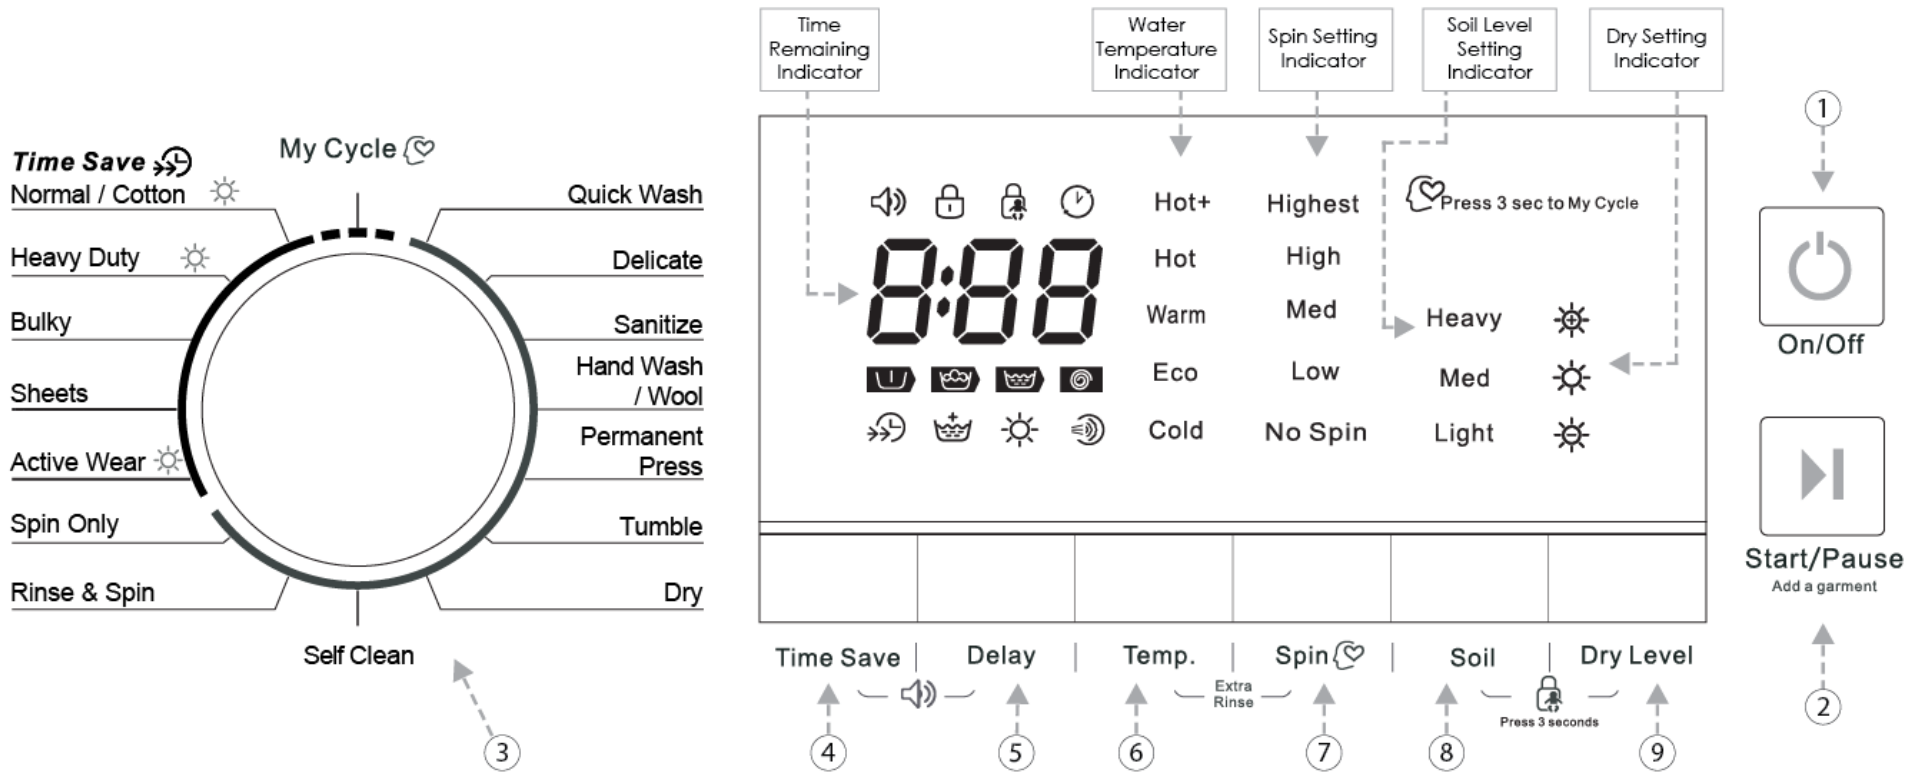 Time
Remaining
Indicator
Water
Temperature
Indicator
Spin Setting
Indicator
Soil Level
Setting
Indicator
Dry Setting
Indicator
1
Time Save
My Cycle
Normal / Cotton
Quick Wash
Heavy Duty
Delicate
Bulky
Sanitize
Hand Wash
/ Wool
Sheets
Permanent
Press
Active Wear
Spin Only
Tumble
Rinse & Spin
Dry
Self Clean
3
Hot+
Highest
Press 3 sec to My Cycle
8:88
Hot
High
Warm
Med
Heavy
Eco
Low
Med
Cold
No Spin
Light
On/Off
Start/Pause
Add a garment
Time Save
Delay
Temp.
Spin
Soil
Dry Level
Extra
Rinse
Press 3 seconds
2
4
5
6
7
8
9